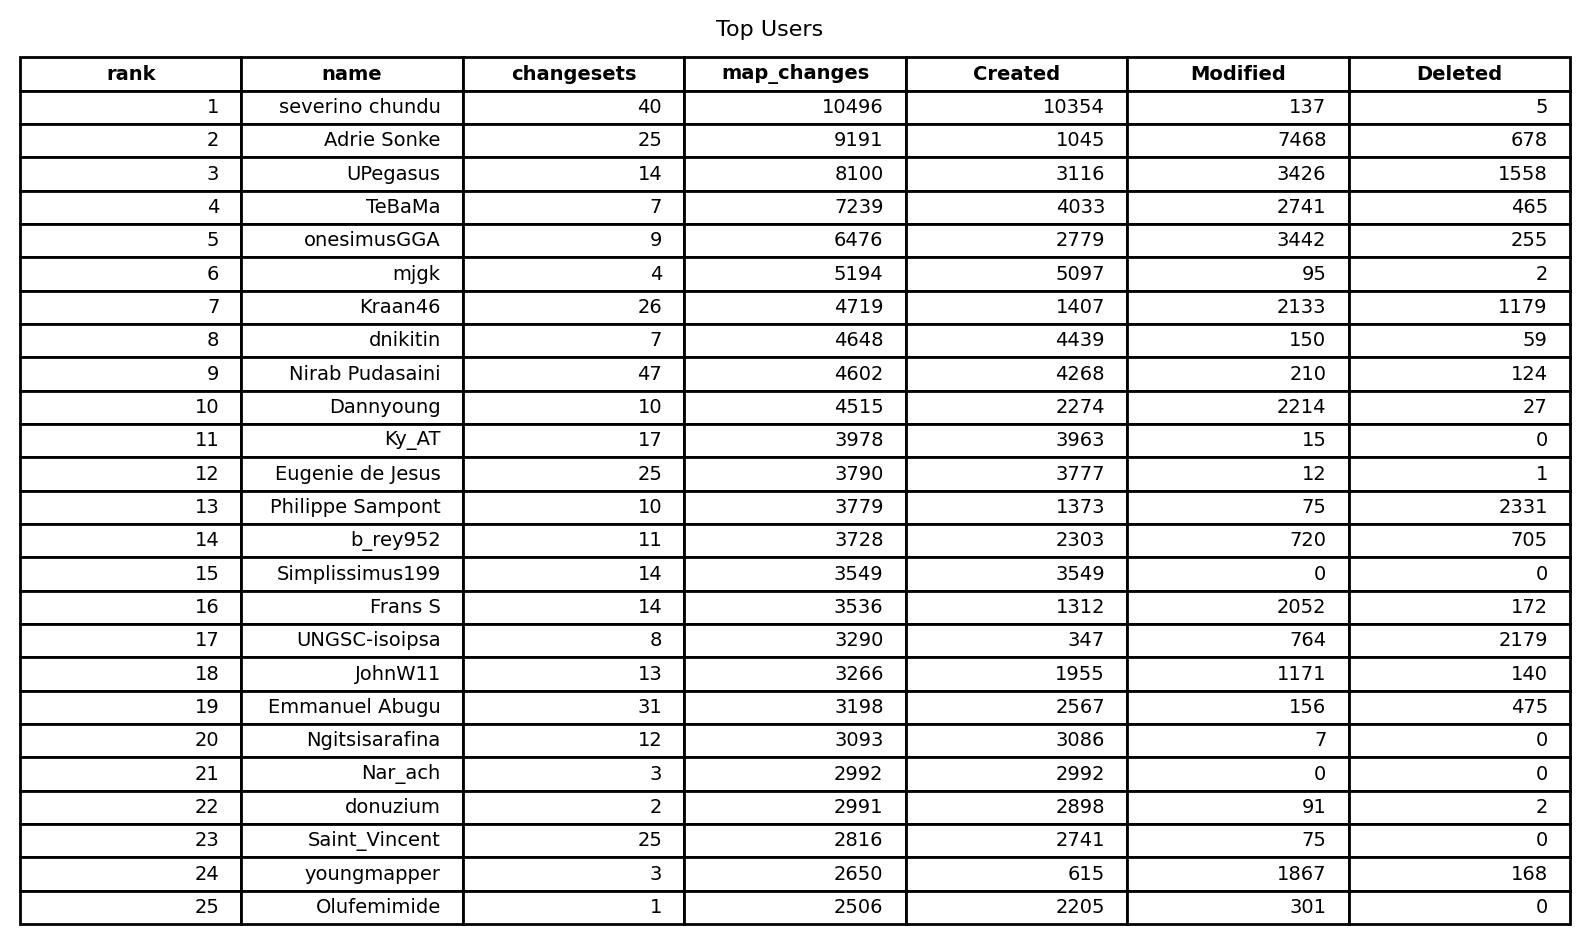 Top Users
rank name changesets map_changes Created Modified Deleted
1 severino chundu 40 10496 10354 137 5
2 Adrie Sonke 25 9191 1045 7468 678
3 UPegasus 14 8100 3116 3426 1558
4 TeBaMa 7 7239 4033 2741 465
5 onesimusGGA 9 6476 2779 3442 255
6 mjgk 4 5194 5097 95 2
7 Kraan46 26 4719 1407 2133 1179
8 dnikitin 7 4648 4439 150 59
9 Nirab Pudasaini 47 4602 4268 210 124
10 Dannyoung 10 4515 2274 2214 27
11 Ky_AT 17 3978 3963 15 0
12 Eugenie de Jesus 25 3790 3777 12 1
13 Philippe Sampont 10 3779 1373 75 2331
14 b_rey952 11 3728 2303 720 705
15 Simplissimus199 14 3549 3549 0 0
16 Frans S 14 3536 1312 2052 172
17 UNGSC-isoipsa 8 3290 347 764 2179
18 JohnW11 13 3266 1955 1171 140
19 Emmanuel Abugu 31 3198 2567 156 475
20 Ngitsisarafina 12 3093 3086 7 0
21 Nar_ach 3 2992 2992 0 0
22 donuzium 2 2991 2898 91 2
23 Saint_Vincent 25 2816 2741 75 0
24 youngmapper 3 2650 615 1867 168
25 Olufemimide 1 2506 2205 301 0